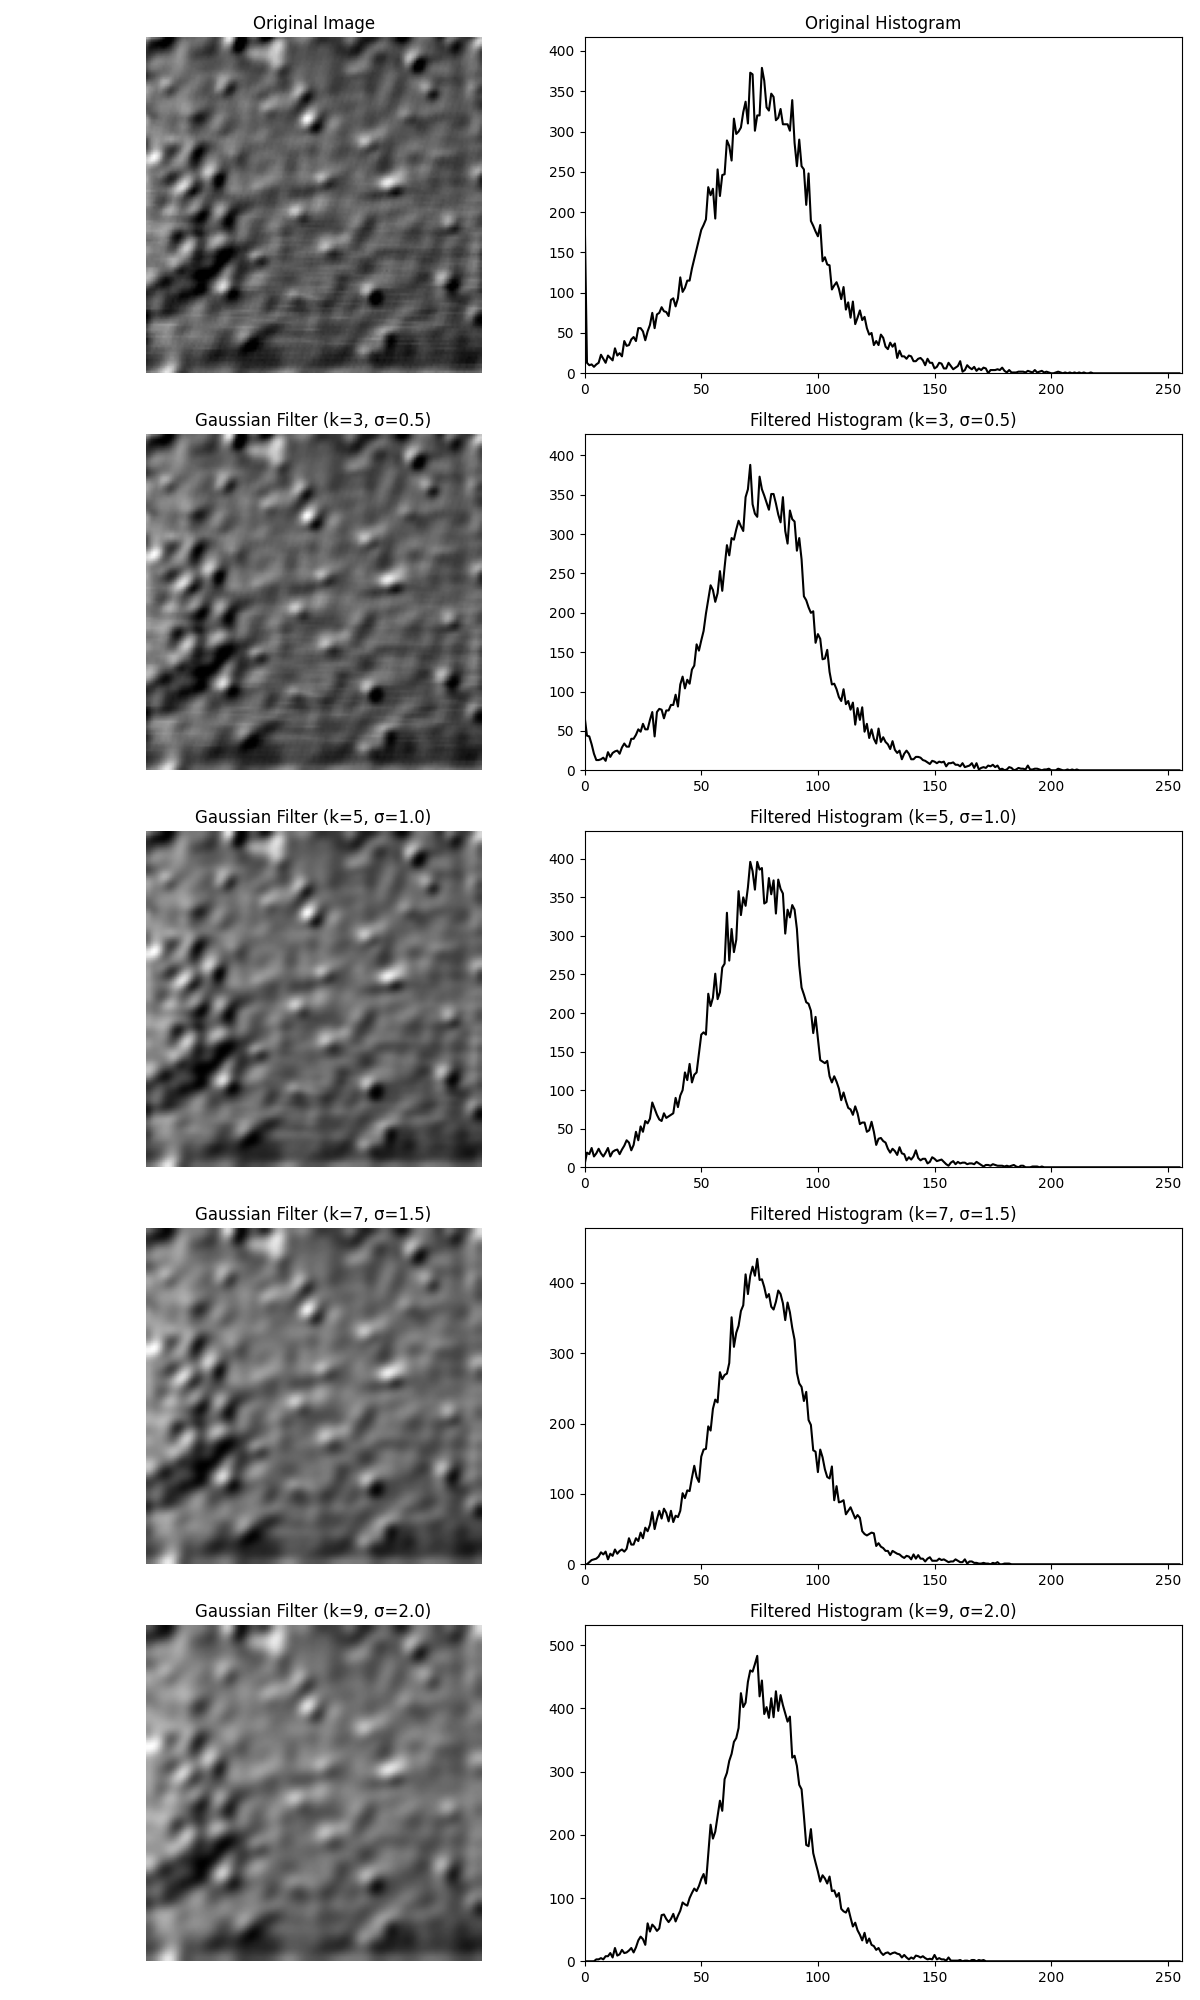 Original Image
Original Histogram
400
350
300
250
200
150
100
50
0
0 50 100 150 200 250
Gaussian Filter (k=3, σ=0.5)
Filtered Histogram (k=3, σ=0.5)
400
350
300
250
200
150
100
50
0
0 50 100 150 200 250
Gaussian Filter (k=5, σ=1.0)
Filtered Histogram (k=5, σ=1.0)
400
350
300
250
200
150
100
50
0
0 50 100 150 200 250
Gaussian Filter (k=7, σ=1.5)
Filtered Histogram (k=7, σ=1.5)
400
300
200
100
0
0 50 100 150 200 250
Gaussian Filter (k=9, σ=2.0)
Filtered Histogram (k=9, σ=2.0)
500
400
300
200
100
0
0 50 100 150 200 250